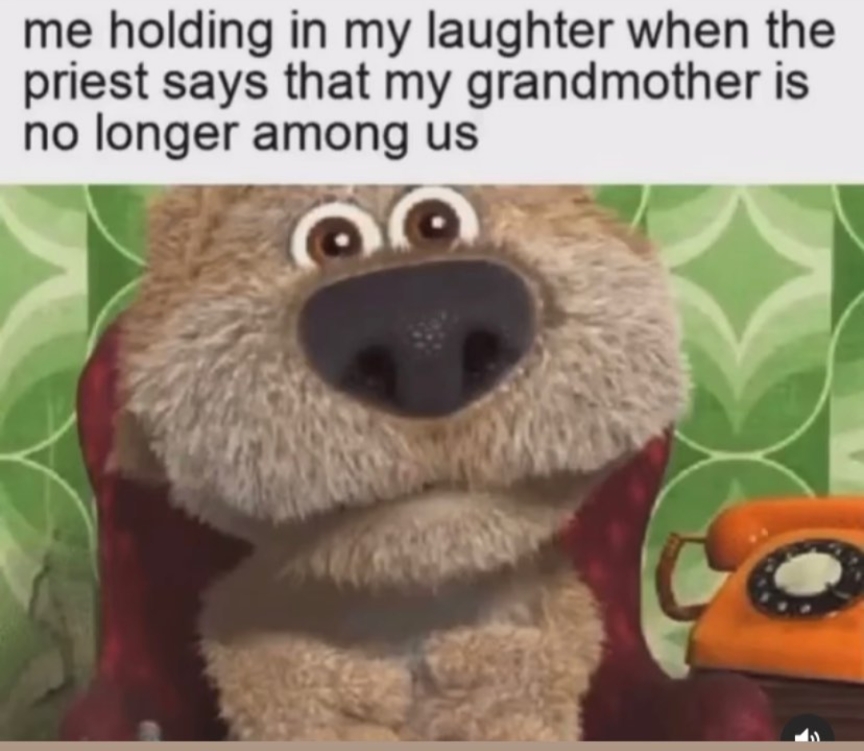 me holding in my laughter when the
priest says that my grandmother is
no longer among us